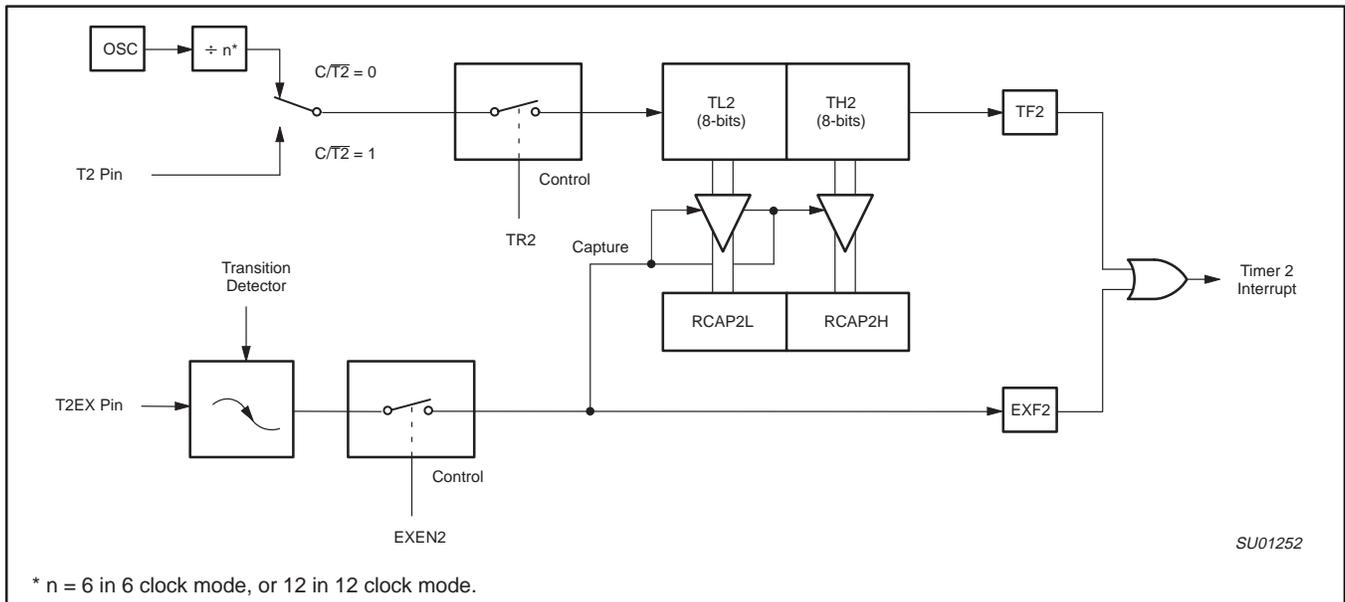 OSC
÷ n*
C/T̅2̅ = 0
C/T̅2̅ = 1
T2 Pin
Control
TR2
TL2
(8-bits)
TH2
(8-bits)
TF2
Capture
Transition
Detector
RCAP2L
RCAP2H
Timer 2
Interrupt
T2EX Pin
EXF2
Control
EXEN2
SU01252
* n = 6 in 6 clock mode, or 12 in 12 clock mode.